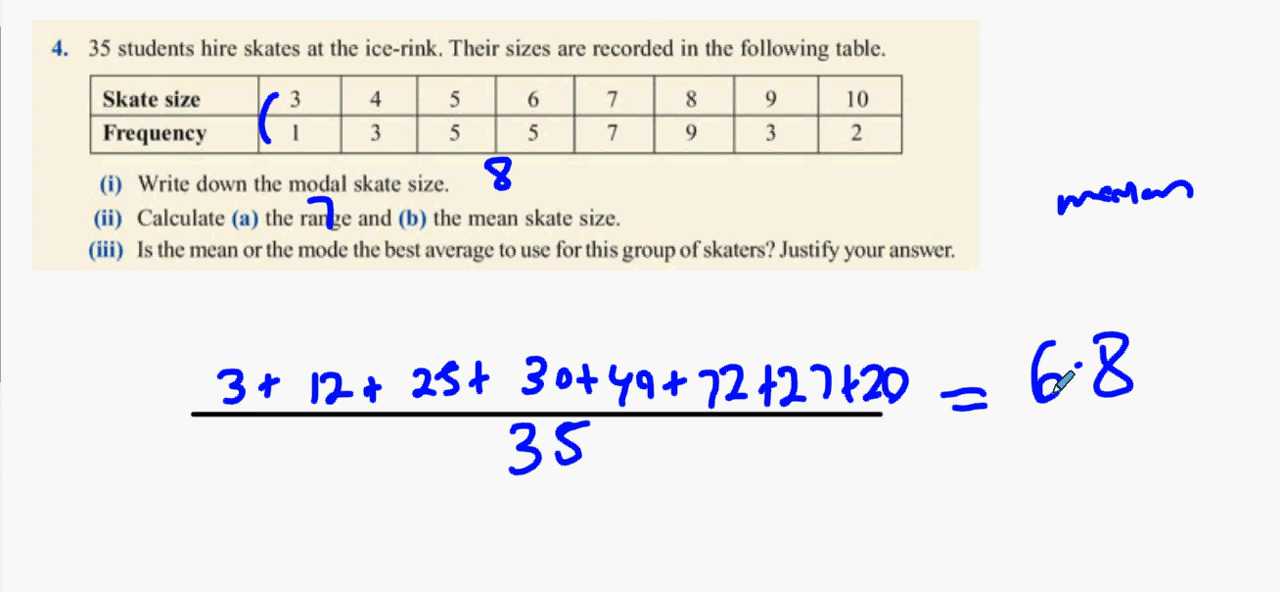 4. 35 students hire skates at the ice-rink. Their sizes are recorded in the following table.
Skate size 3 4 5 6 7 8 9 10
Frequency ( 1 3 5 5 7 9 3 2
(i) Write down the modal skate size. 8
(ii) Calculate (a) the range and (b) the mean skate size.
7
(iii) Is the mean or the mode the best average to use for this group of skaters? Justify your answer.
3 + 12 + 25 + 30 + 49 + 72 + 27 + 20 = 6.8
35